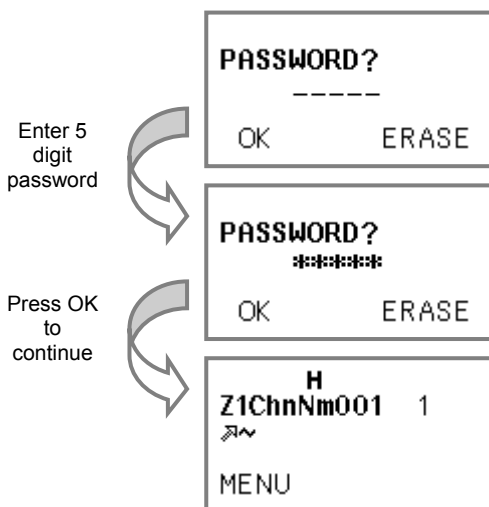 PASSWORD?
-----
OK ERASE
Enter 5
digit
password
PASSWORD?
*****
OK ERASE
Press OK
to
continue
H
Z1ChnNm001 1
MENU